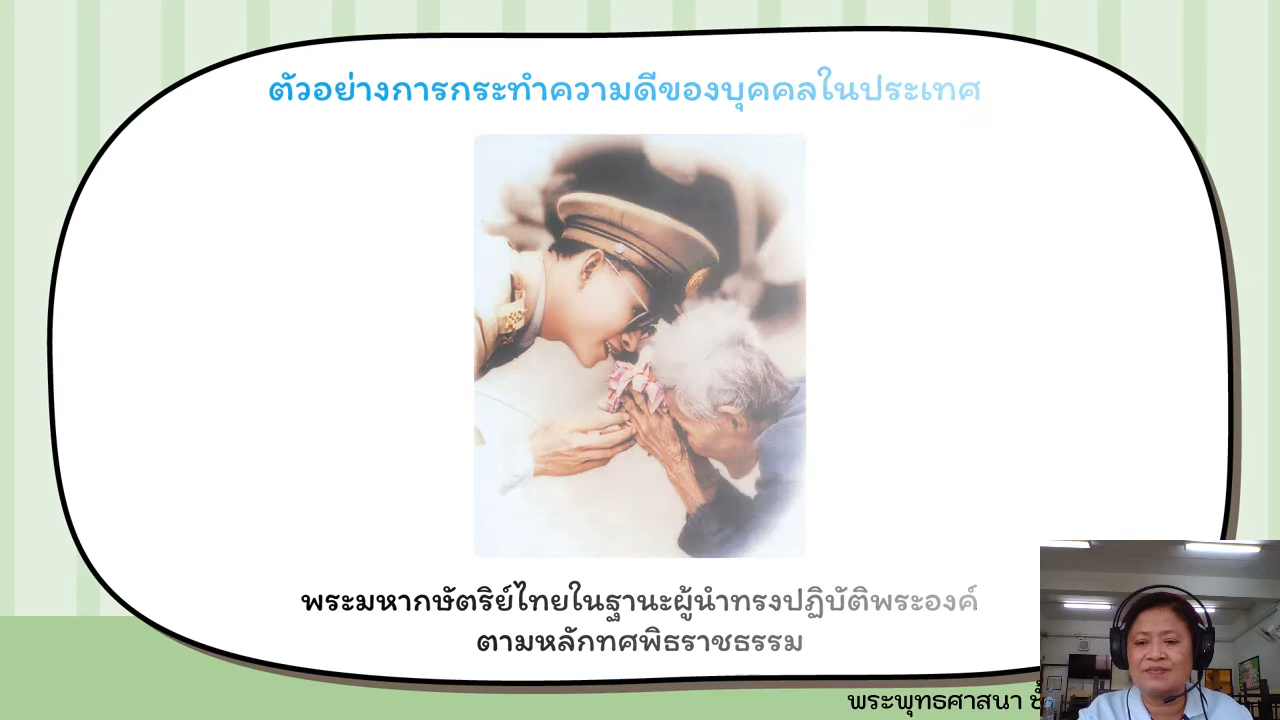 ตัวอย่างการกระทำความดีของบุคคลในประเทศ
พระมหากษัตริย์ไทยในฐานะผู้นำทรงปฏิบัติพระองค์
ตามหลักทศพิธราชธรรม
พระพุทธศาสนา